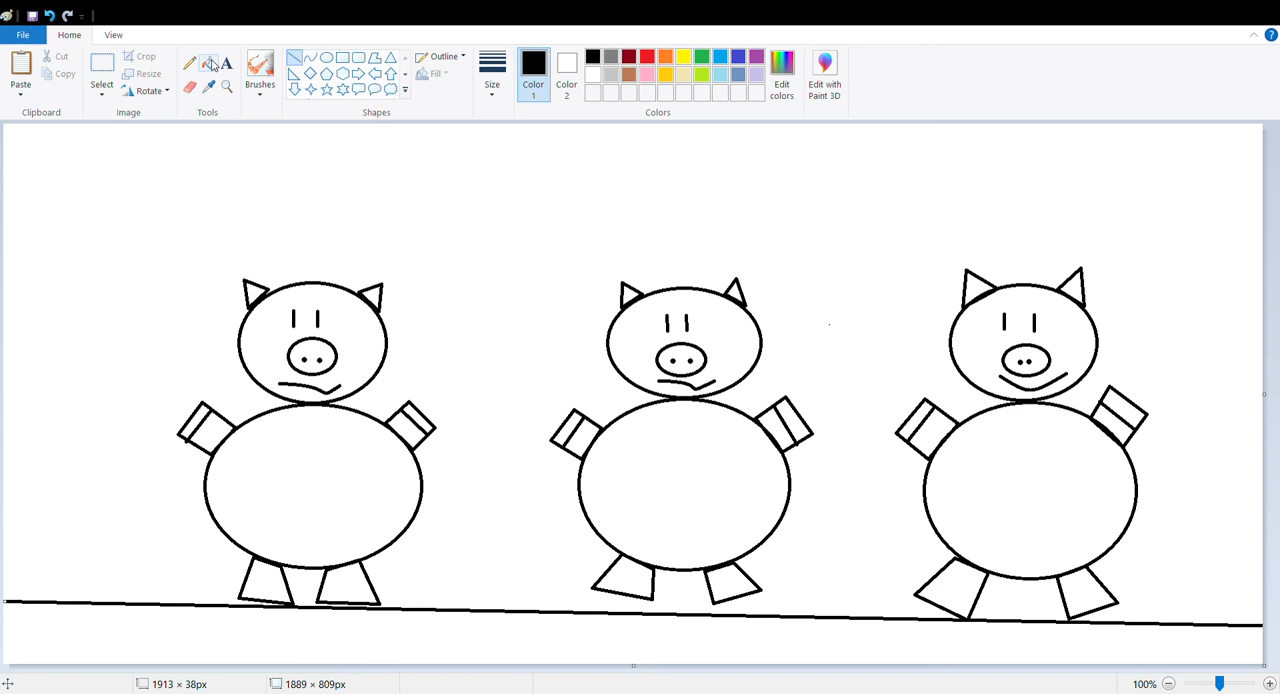 File Home View
Paste
Cut
Copy
Clipboard
Select
Crop
Resize
Rotate
Image
A
Tools
Brushes
Outline
Fill
Shapes
Size
Color
1
Color
2
Edit
colors
Edit with
Paint 3D
Colors
?
1913 × 38px
1889 × 809px
100%